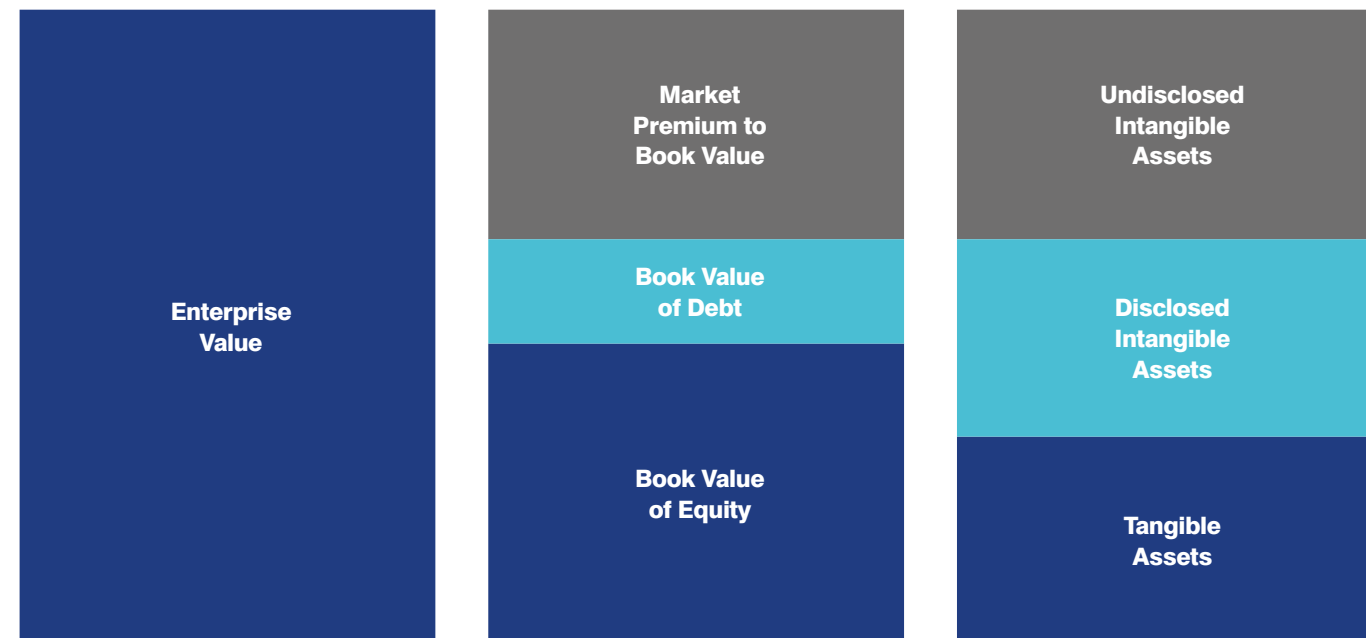 Enterprise
Value
Market
Premium to
Book Value
Book Value
of Debt
Book Value
of Equity
Undisclosed
Intangible
Assets
Disclosed
Intangible
Assets
Tangible
Assets